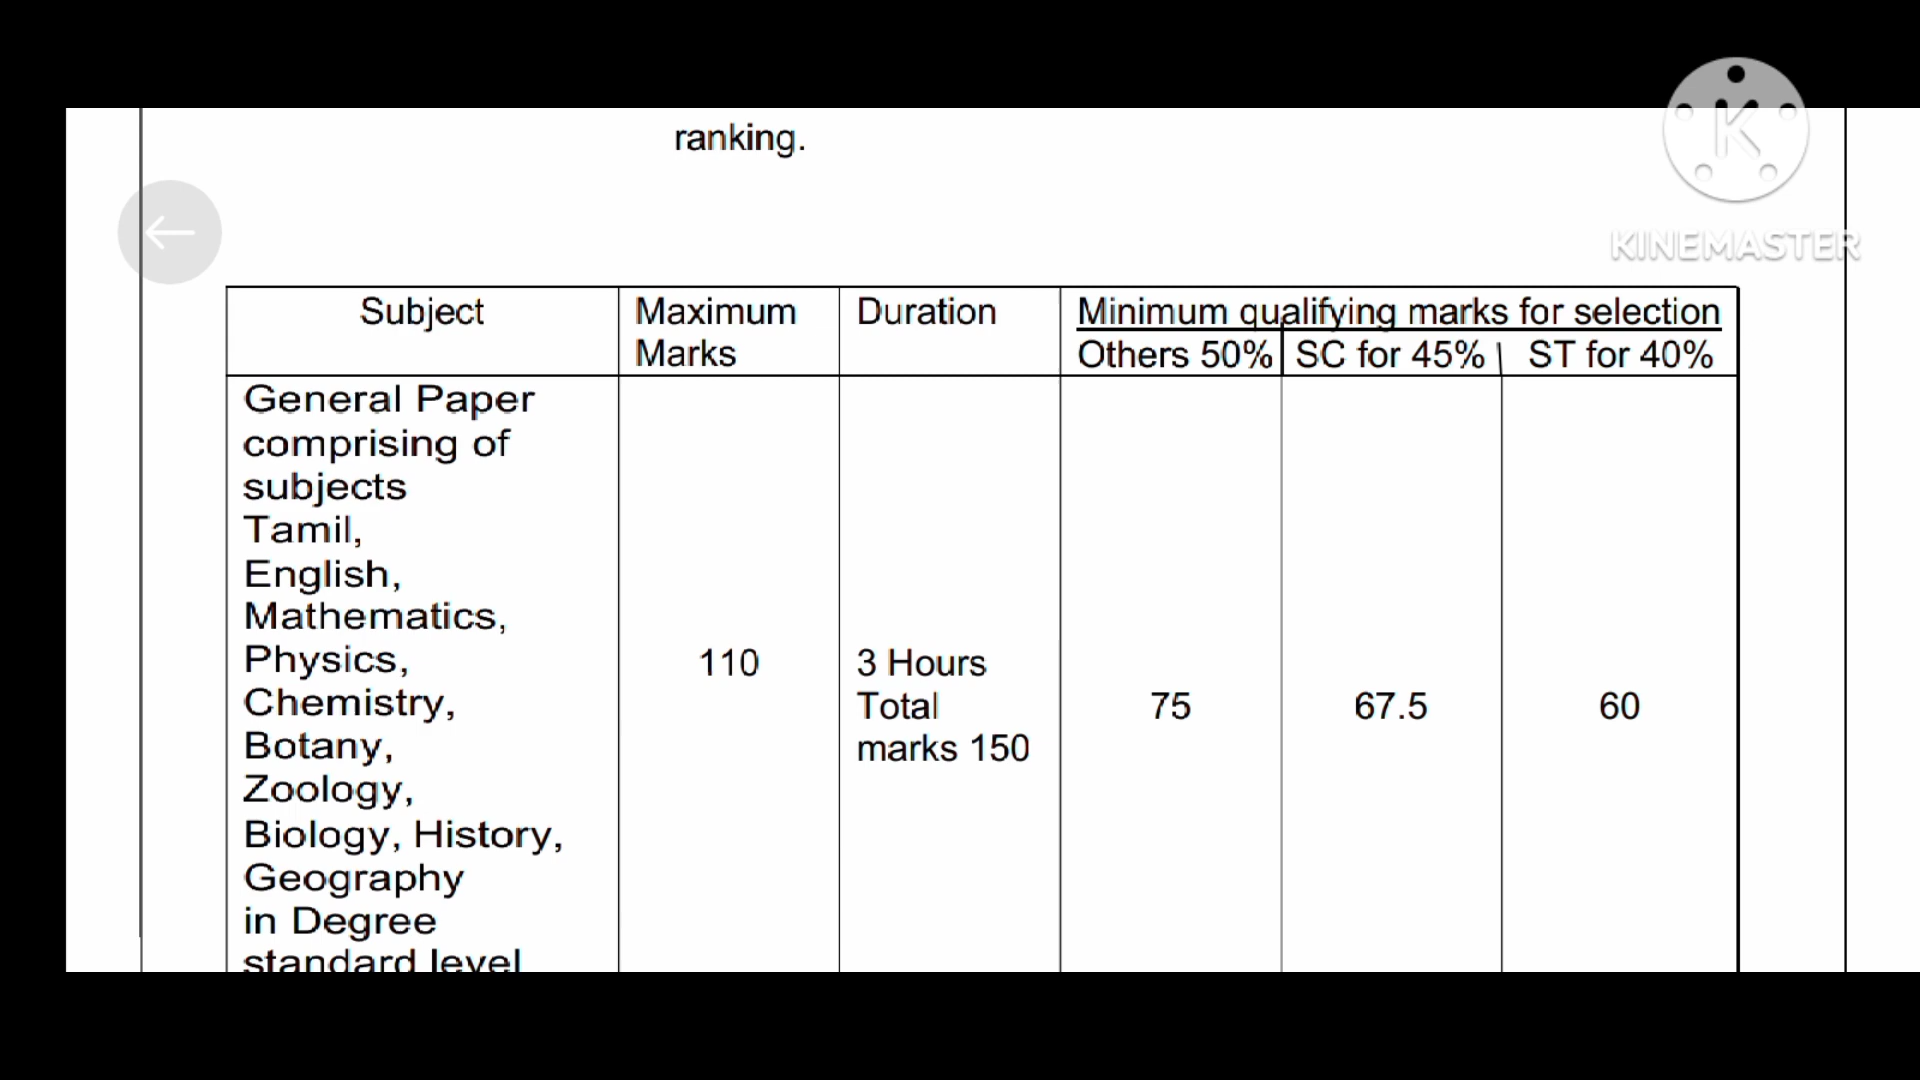 ranking.
KINEMASTER
Subject
Maximum
Marks
Duration
Minimum qualifying marks for selection
Others 50%
SC for 45%
ST for 40%
General Paper
comprising of
subjects
Tamil,
English,
Mathematics,
Physics,
Chemistry,
Botany,
Zoology,
Biology, History,
Geography
in Degree
standard level
110
3 Hours
Total
marks 150
75
67.5
60